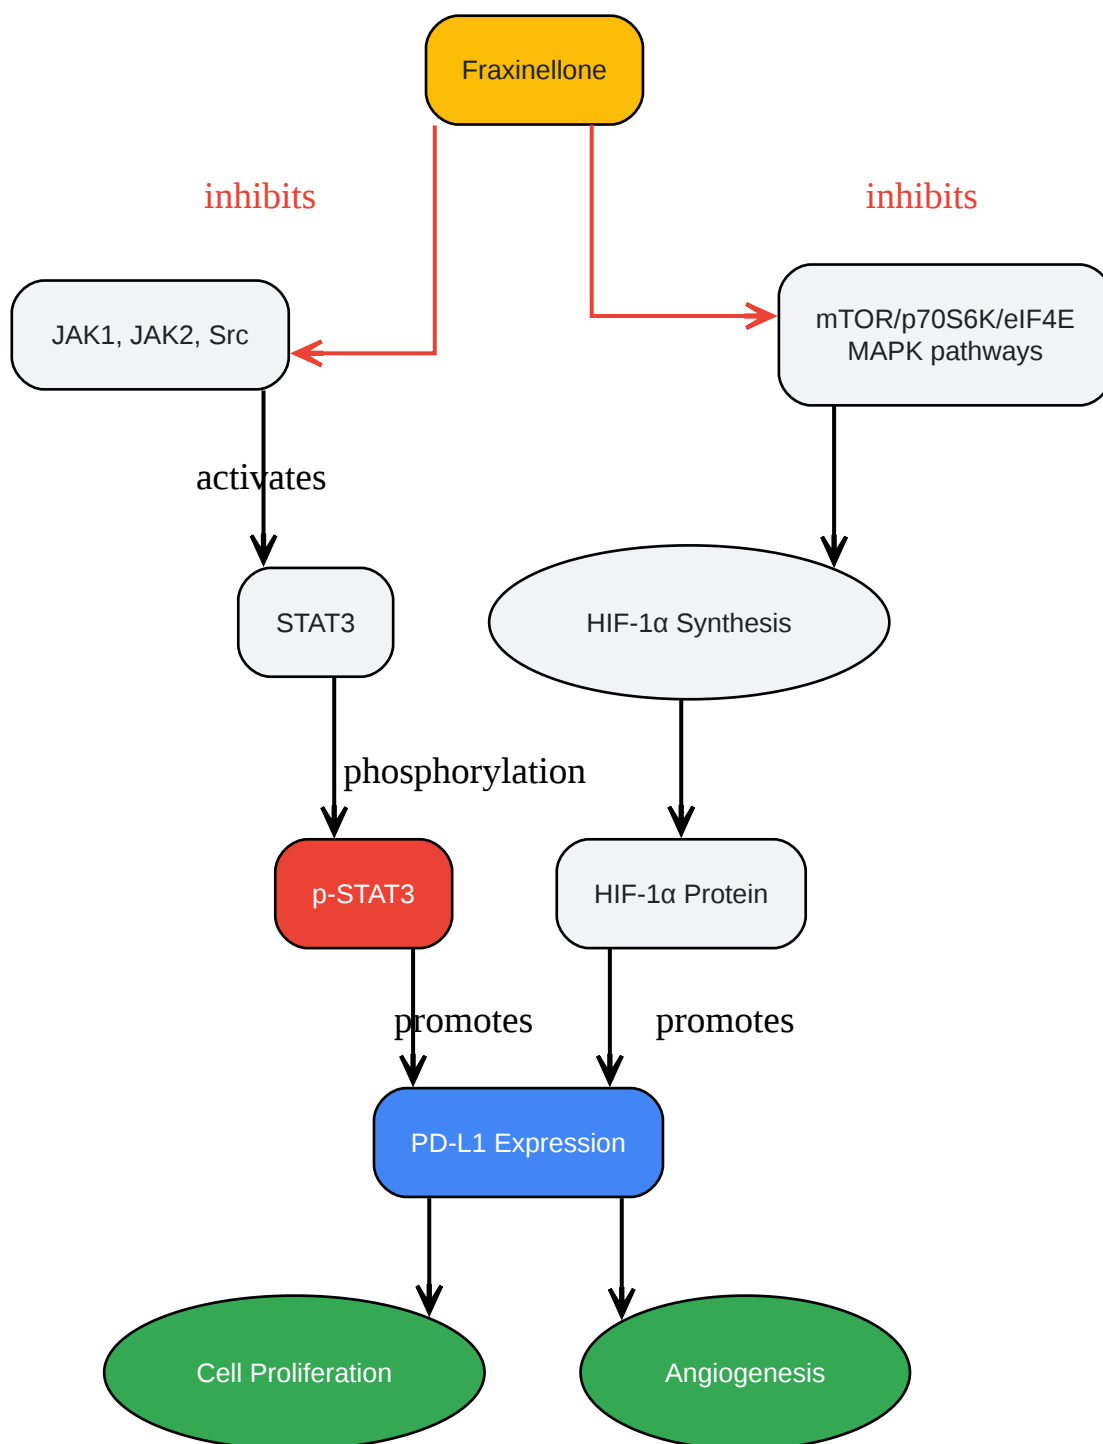 Fraxinellone
inhibits
inhibits
JAK1, JAK2, Src
mTOR/p70S6K/eIF4E
MAPK pathways
activates
STAT3
HIF-1α Synthesis
phosphorylation
p-STAT3
HIF-1α Protein
promotes
promotes
PD-L1 Expression
Cell Proliferation
Angiogenesis